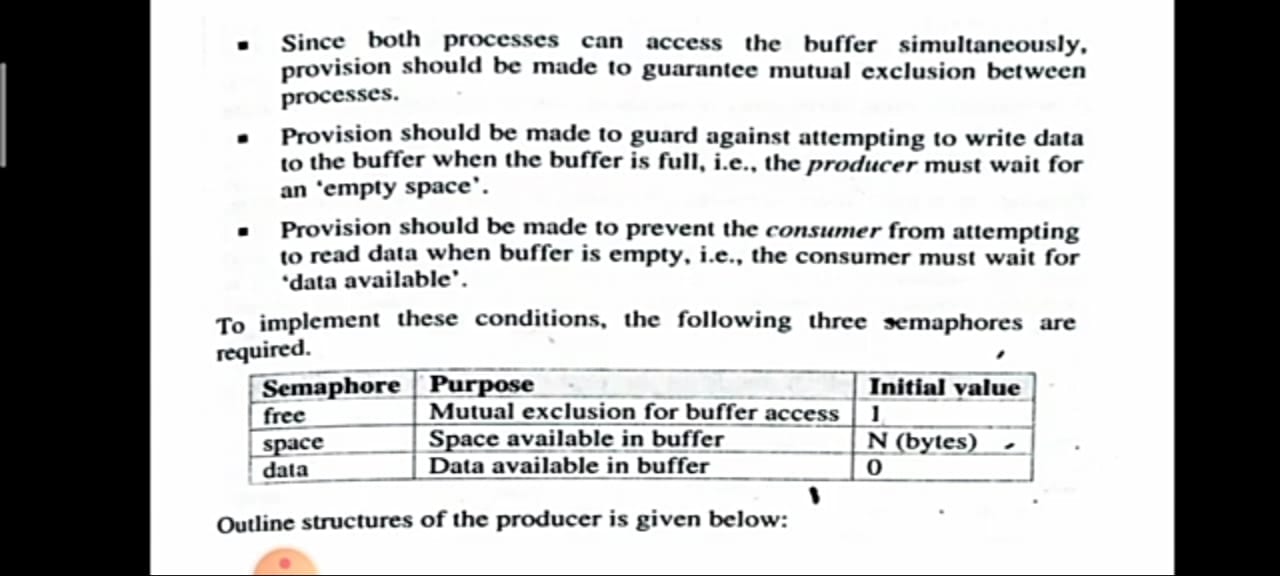 ▪ Since both processes can access the buffer simultaneously,
provision should be made to guarantee mutual exclusion between
processes.
▪ Provision should be made to guard against attempting to write data
to the buffer when the buffer is full, i.e., the producer must wait for
an ‘empty space’.
▪ Provision should be made to prevent the consumer from attempting
to read data when buffer is empty, i.e., the consumer must wait for
‘data available’.
To implement these conditions, the following three semaphores are
required.
Semaphore Purpose Initial value
free Mutual exclusion for buffer access 1
space Space available in buffer N (bytes)
data Data available in buffer 0
Outline structures of the producer is given below: